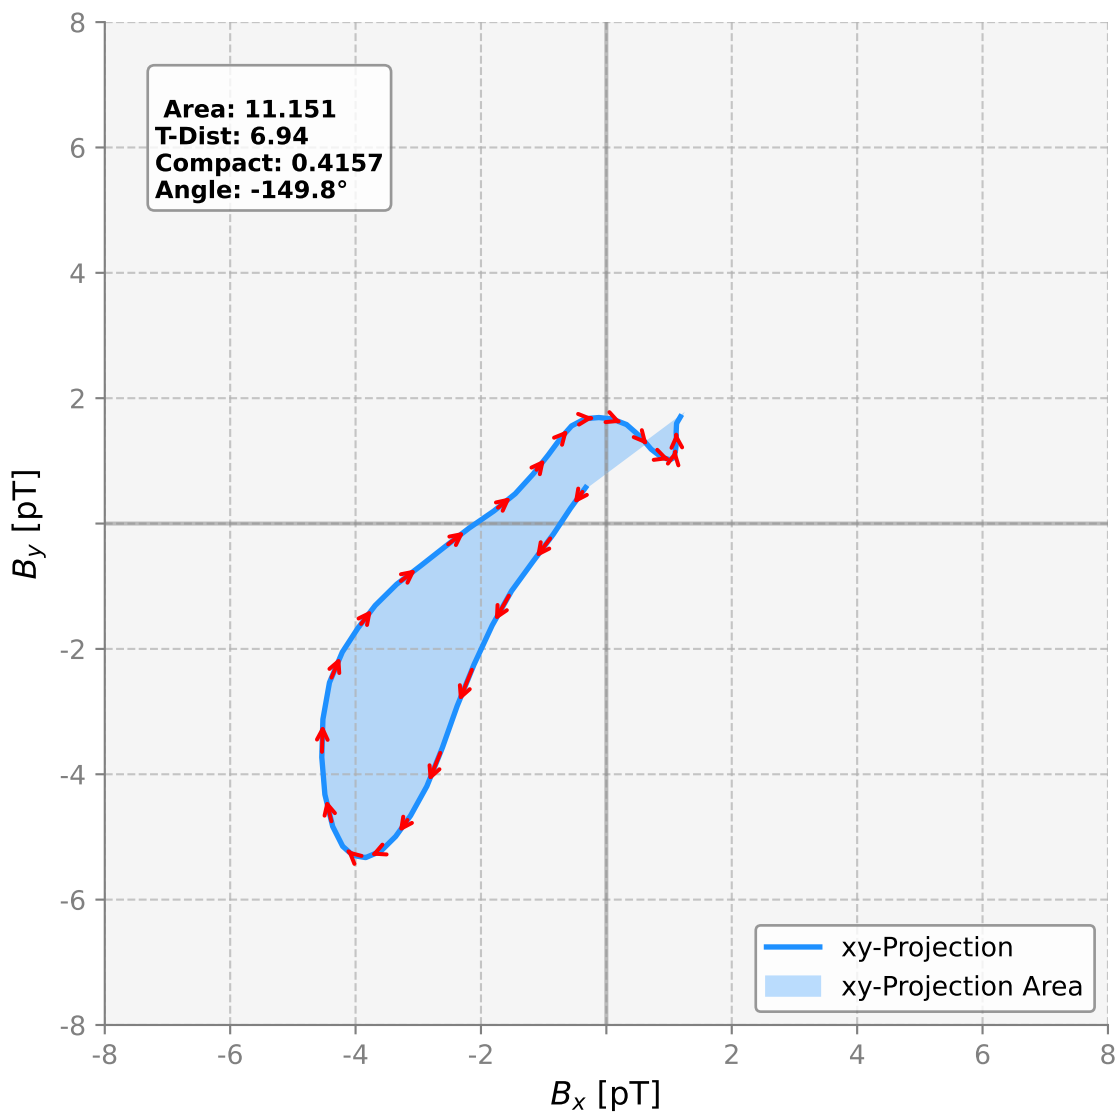 8
6
4
2
-2
-4
-6
-8
-8
-6
-4
-2
2
4
6
8
Area: 11.151
T-Dist: 6.94
Compact: 0.4157
Angle: -149.8°
B_y [pT]
B_x [pT]
xy-Projection
xy-Projection Area